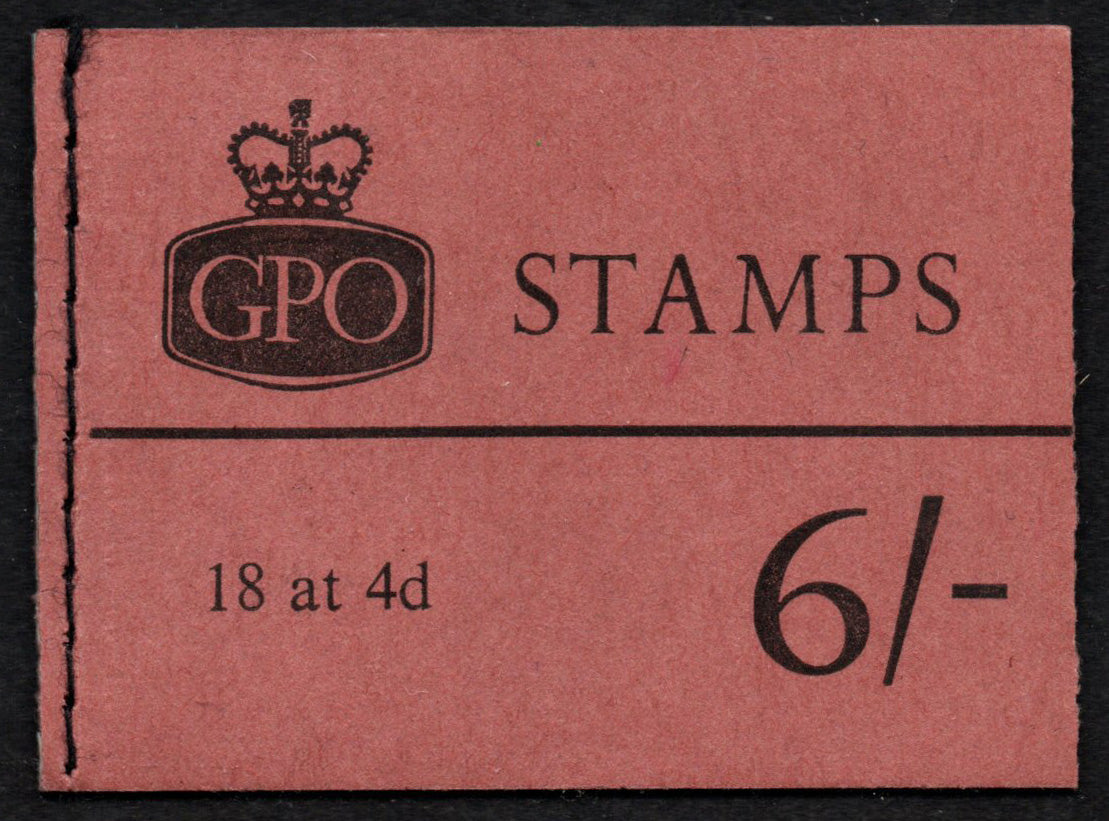 GPO
STAMPS
18 at 4d
6/-